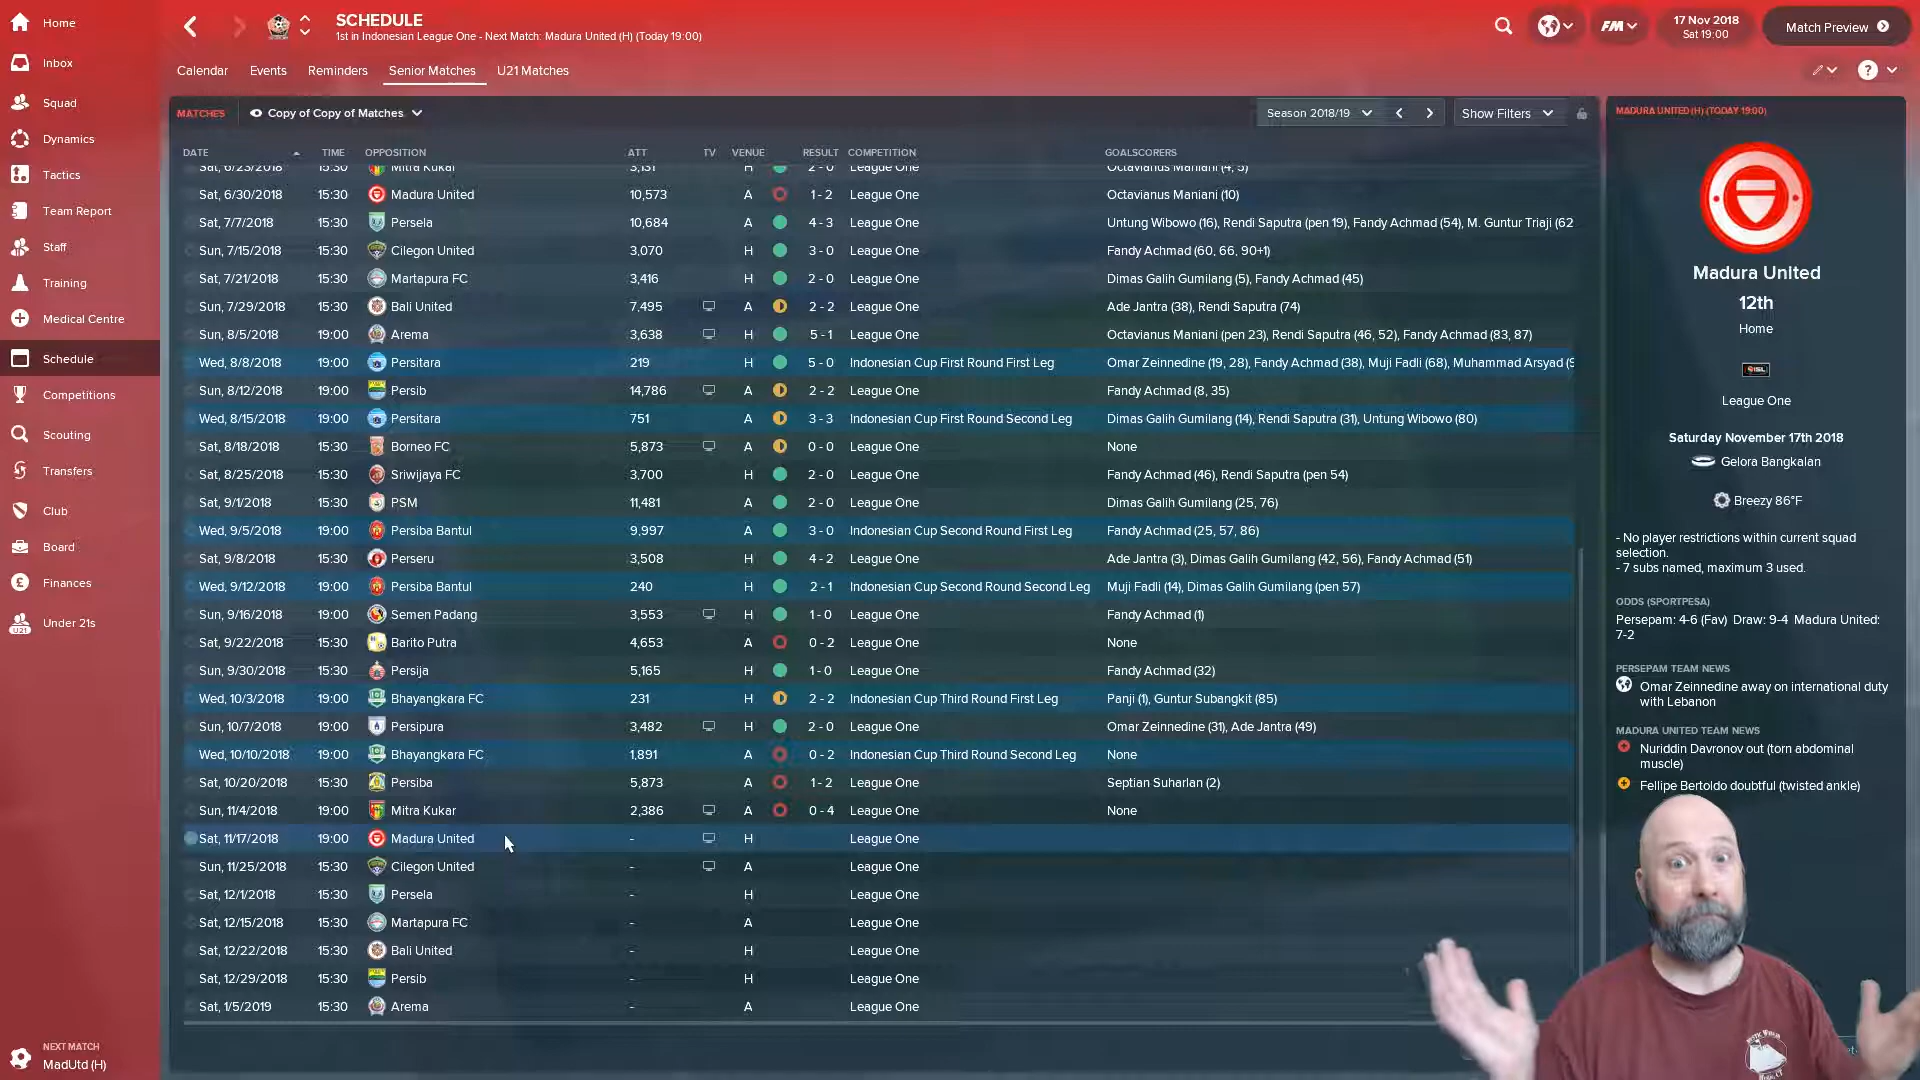 Home
Inbox
Squad
Dynamics
Tactics
Team Report
Staff
Training
Medical Centre
Schedule
Competitions
Scouting
Transfers
Club
Board
Finances
Under 21s
NEXT MATCH
MadUtd (H)
SCHEDULE
1st in Indonesian League One - Next Match: Madura United (H) (Today 19:00)
FM
17 Nov 2018
Sat 19:00
Match Preview
Calendar Events Reminders Senior Matches U21 Matches
MATCHES Copy of Copy of Matches Season 2018/19 Show Filters
DATE TIME OPPOSITION ATT TV VENUE RESULT COMPETITION GOALSCORERS
Sat, 6/23/2018 15:30 Mitra Kukar 3,131 H 2 - 0 League One Octavianus Maniani (4, 5)
Sat, 6/30/2018 15:30 Madura United 10,573 A 1 - 2 League One Octavianus Maniani (10)
Sat, 7/7/2018 15:30 Persela 10,684 A 4 - 3 League One Untung Wibowo (16), Rendi Saputra (pen 19), Fandy Achmad (54), M. Guntur Triaji (62
Sun, 7/15/2018 15:30 Cilegon United 3,070 H 3 - 0 League One Fandy Achmad (60, 66, 90+1)
Sat, 7/21/2018 15:30 Martapura FC 3,416 H 2 - 0 League One Dimas Galih Gumilang (5), Fandy Achmad (45)
Sun, 7/29/2018 15:30 Bali United 7,495 A 2 - 2 League One Ade Jantra (38), Rendi Saputra (74)
Sun, 8/5/2018 19:00 Arema 3,638 H 5 - 1 League One Octavianus Maniani (pen 23), Rendi Saputra (46, 52), Fandy Achmad (83, 87)
Wed, 8/8/2018 19:00 Persitara 219 H 5 - 0 Indonesian Cup First Round First Leg Omar Zeinnedine (19, 28), Fandy Achmad (38), Muji Fadli (68), Muhammad Arsyad (9
Sun, 8/12/2018 19:00 Persib 14,786 A 2 - 2 League One Fandy Achmad (8, 35)
Wed, 8/15/2018 19:00 Persitara 751 A 3 - 3 Indonesian Cup First Round Second Leg Dimas Galih Gumilang (14), Rendi Saputra (31), Untung Wibowo (80)
Sat, 8/18/2018 15:30 Borneo FC 5,873 A 0 - 0 League One None
Sat, 8/25/2018 15:30 Sriwijaya FC 3,700 H 2 - 0 League One Fandy Achmad (46), Rendi Saputra (pen 54)
Sat, 9/1/2018 15:30 PSM 11,481 A 2 - 0 League One Dimas Galih Gumilang (25, 76)
Wed, 9/5/2018 19:00 Persiba Bantul 9,997 A 3 - 0 Indonesian Cup Second Round First Leg Fandy Achmad (25, 57, 86)
Sat, 9/8/2018 15:30 Perseru 3,508 H 4 - 2 League One Ade Jantra (3), Dimas Galih Gumilang (42, 56), Fandy Achmad (51)
Wed, 9/12/2018 19:00 Persiba Bantul 240 H 2 - 1 Indonesian Cup Second Round Second Leg Muji Fadli (14), Dimas Galih Gumilang (pen 57)
Sun, 9/16/2018 19:00 Semen Padang 3,553 H 1 - 0 League One Fandy Achmad (1)
Sat, 9/22/2018 15:30 Barito Putra 4,653 A 0 - 2 League One None
Sun, 9/30/2018 15:30 Persija 5,165 H 1 - 0 League One Fandy Achmad (32)
Wed, 10/3/2018 19:00 Bhayangkara FC 231 H 2 - 2 Indonesian Cup Third Round First Leg Panji (1), Guntur Subangkit (85)
Sun, 10/7/2018 19:00 Persipura 3,482 H 2 - 0 League One Omar Zeinnedine (31), Ade Jantra (49)
Wed, 10/10/2018 19:00 Bhayangkara FC 1,891 A 0 - 2 Indonesian Cup Third Round Second Leg None
Sat, 10/20/2018 15:30 Persiba 5,873 A 1 - 2 League One Septian Suharlan (2)
Sun, 11/4/2018 19:00 Mitra Kukar 2,386 A 0 - 4 League One None
Sat, 11/17/2018 19:00 Madura United - H League One
Sun, 11/25/2018 15:30 Cilegon United - A League One
Sat, 12/1/2018 15:30 Persela - H League One
Sat, 12/15/2018 15:30 Martapura FC - A League One
Sat, 12/22/2018 15:30 Bali United - H League One
Sat, 12/29/2018 15:30 Persib - H League One
Sat, 1/5/2019 15:30 Arema - A League One
MADURA UNITED (H) (TODAY 19:00)
Madura United
12th
Home
League One
Saturday November 17th 2018
Gelora Bangkalan
Breezy 86°F
- No player restrictions within current squad
selection.
- 7 subs named, maximum 3 used.
ODDS (SPORTPESA)
Persepam: 4-6 (Fav) Draw: 9-4 Madura United:
7-2
PERSEPAM TEAM NEWS
Omar Zeinnedine away on international duty
with Lebanon
MADURA UNITED TEAM NEWS
Nuriddin Davronov out (torn abdominal
muscle)
Fellipe Bertoldo doubtful (twisted ankle)